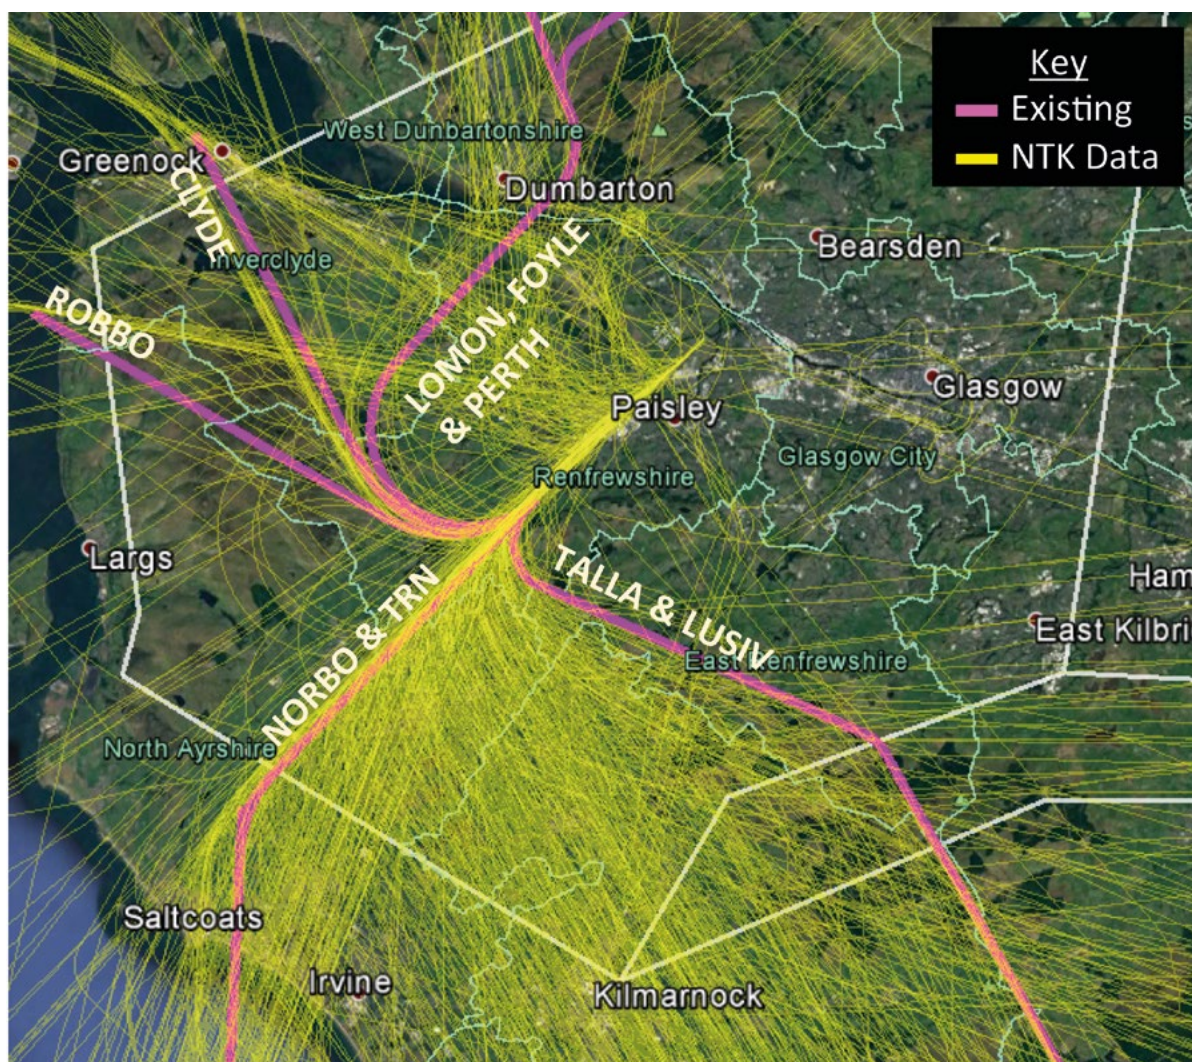 Key
Existing
NTK Data
West Dunbartonshire
Greenock
Dumbarton
CLYDE
Inverclyde
Bearsden
ROBBO
LOMON, FOYLE
& PERTH
Glasgow
Paisley
Glasgow City
Renfrewshire
Largs
TALLA & LUSIV
Ham
NORBO & TRN
East Kilbri
East Renfrewshire
North Ayrshire
Saltcoats
Irvine
Kilmarnock